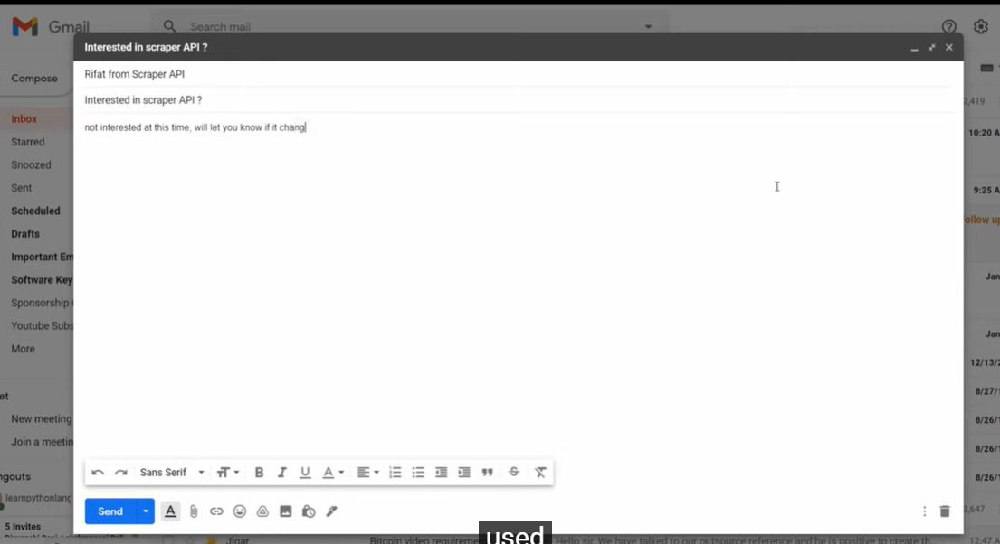 Gmail
Search mail
Interested in scraper API ?
Rifat from Scraper API
Compose
Interested in scraper API ?
2,419
Inbox
not interested at this time, will let you know if it chang
10:20 A
Starred
Snoozed
Sent
9:25 A
Scheduled
ollow up
Drafts
Important Em
Software Key
Jan
Sponsorship
Youtube Subs
Jan
More
12/13/2
8/27/1
et
New meeting
8/26/1
Join a meetin
8/26/1
Sans Serif
ngouts
8/26/1
learnpythonlang
Send
3,647
5 Invites
used
Jigar
Bitcoin video requireme
Hello sir. We have talked to our outsource reference and he is positive to create th...
12:47 A